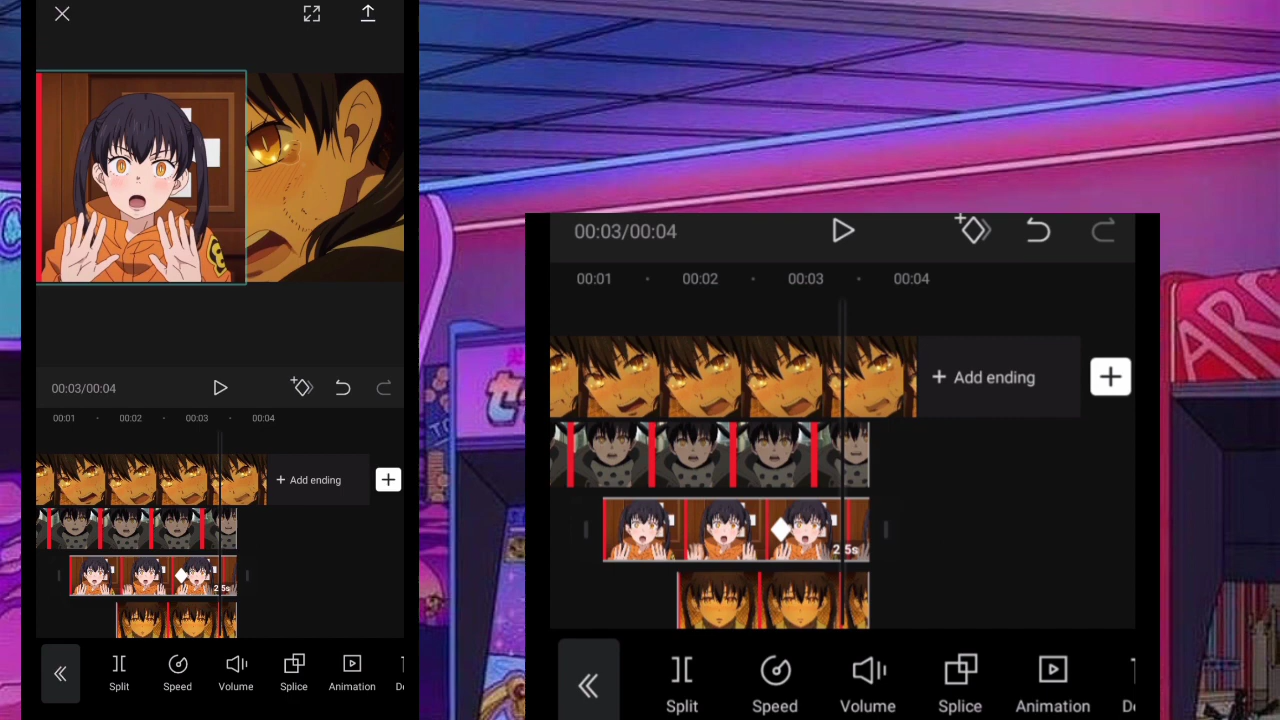 00:03/00:04
00:01 00:02 00:03 00:04
+ Add ending
2.5s
Split Speed Volume Splice Animation
00:03/00:04
00:01 00:02 00:03 00:04
+ Add ending
2 5s
Split Speed Volume Splice Animation